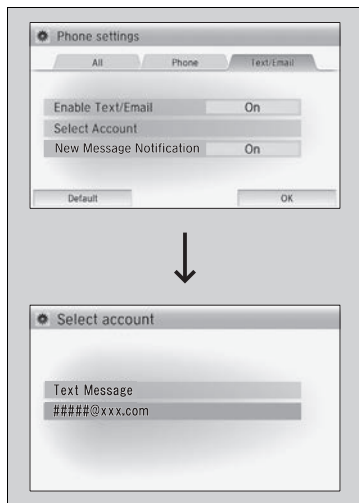 Phone settings
All Phone Text/Email
Enable Text/Email On
Select Account
New Message Notification On
Default OK
Select account
Text Message
#####@xxx.com